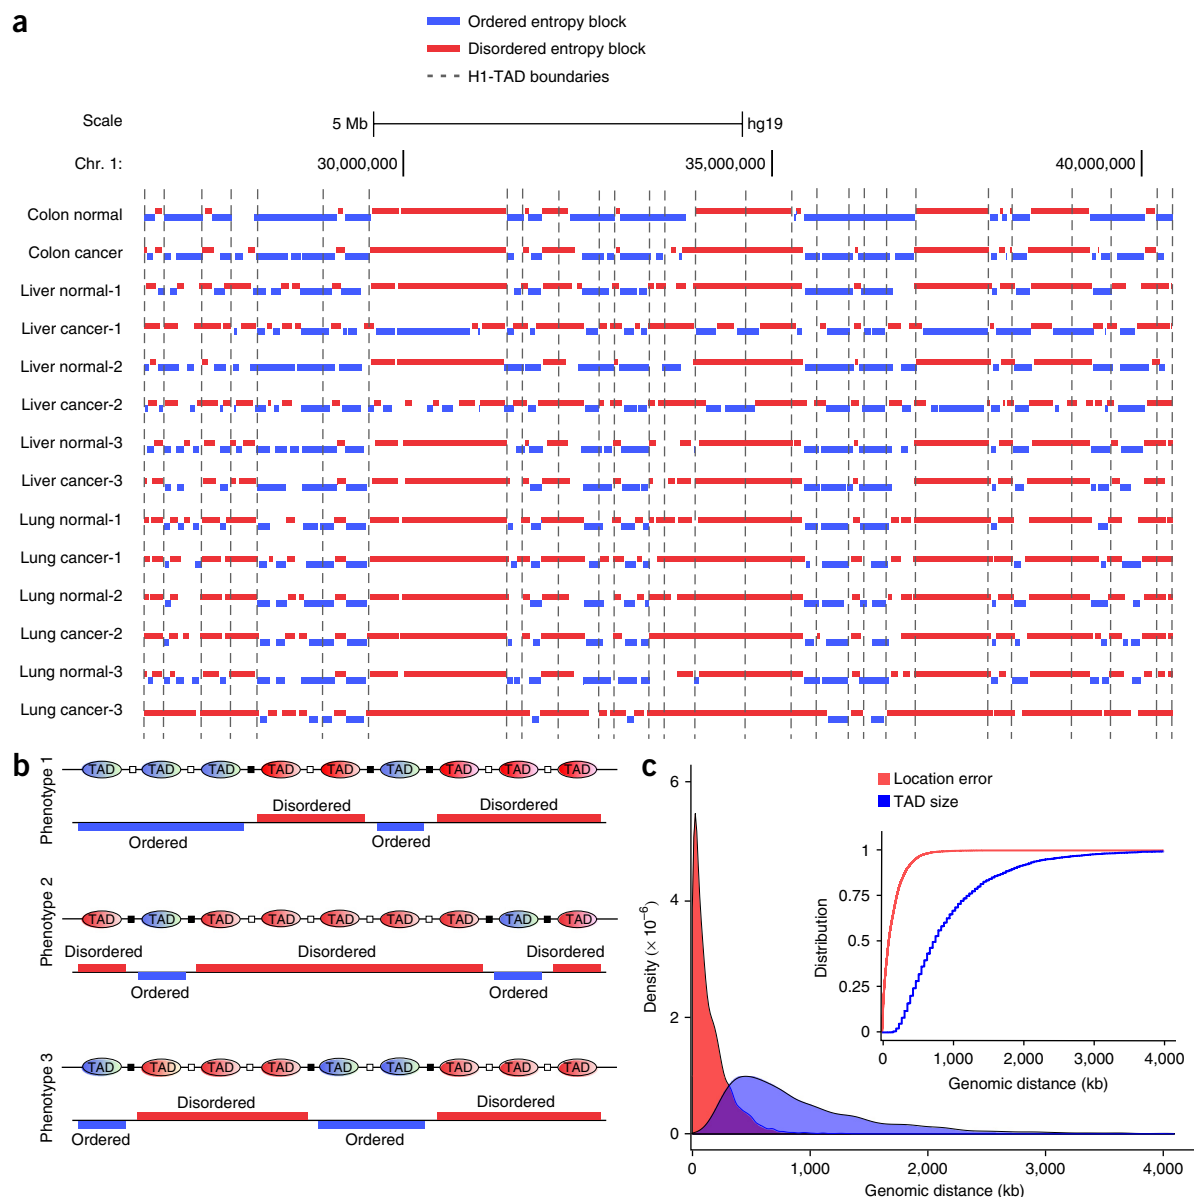 a
Ordered entropy block
Disordered entropy block
H1-TAD boundaries
Scale
5 Mb
hg19
Chr. 1:
30,000,000
35,000,000
40,000,000
Colon normal
Colon cancer
Liver normal-1
Liver cancer-1
Liver normal-2
Liver cancer-2
Liver normal-3
Liver cancer-3
Lung normal-1
Lung cancer-1
Lung normal-2
Lung cancer-2
Lung normal-3
Lung cancer-3
b
Phenotype 1
TAD TAD TAD TAD TAD TAD TAD TAD TAD
Disordered Disordered
Ordered Ordered
Phenotype 2
TAD TAD TAD TAD TAD TAD TAD TAD TAD
Disordered Disordered Disordered
Ordered Ordered
Phenotype 3
TAD TAD TAD TAD TAD TAD TAD TAD TAD
Disordered Disordered
Ordered Ordered
c
Location error
TAD size
Density (× 10⁻⁶)
6
4
2
0
0 1,000 2,000 3,000 4,000
Genomic distance (kb)
Distribution
1
0.75
0.5
0.25
0
0 1,000 2,000 3,000 4,000
Genomic distance (kb)